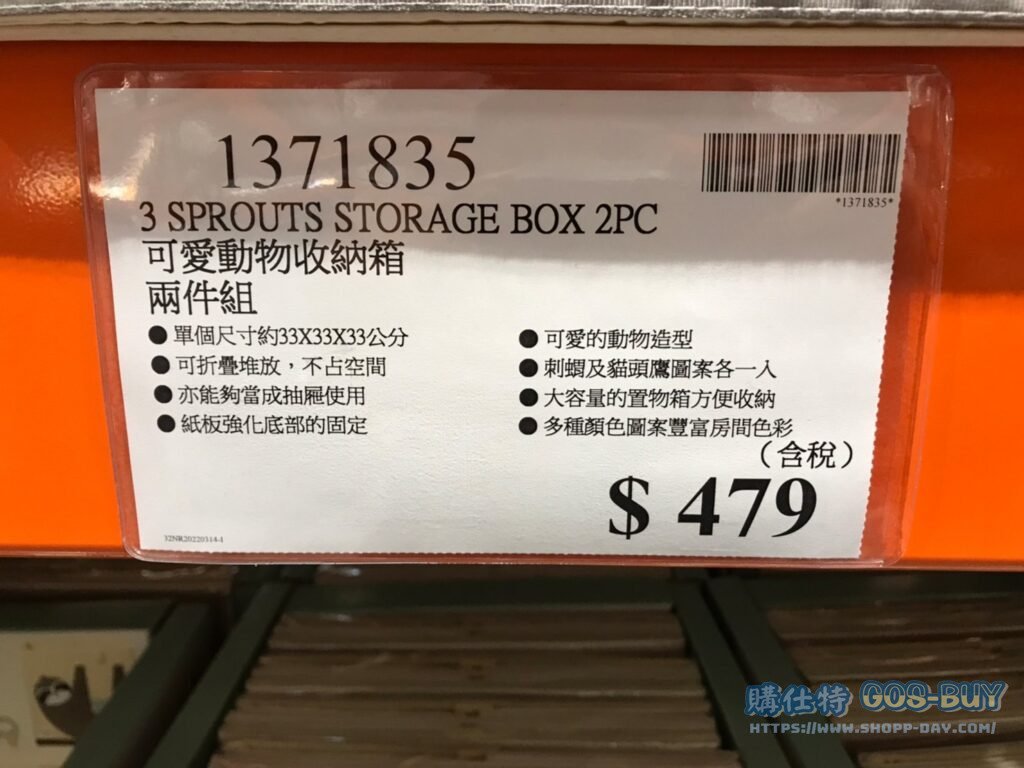 1371835
*1371835*
3 SPROUTS STORAGE BOX 2PC
可愛動物收納箱
兩件組
●單個尺寸約33X33X33公分
●可折疊堆放，不占空間
●亦能夠當成抽屜使用
●紙板強化底部的固定
●可愛的動物造型
●刺蝟及貓頭鷹圖案各一入
●大容量的置物箱方便收納
●多種顏色圖案豐富房間色彩
（含稅）
$ 479
32NR20220314-1
購仕特 GOS-BUY
HTTPS://WWW.SHOPP-DAY.COM/